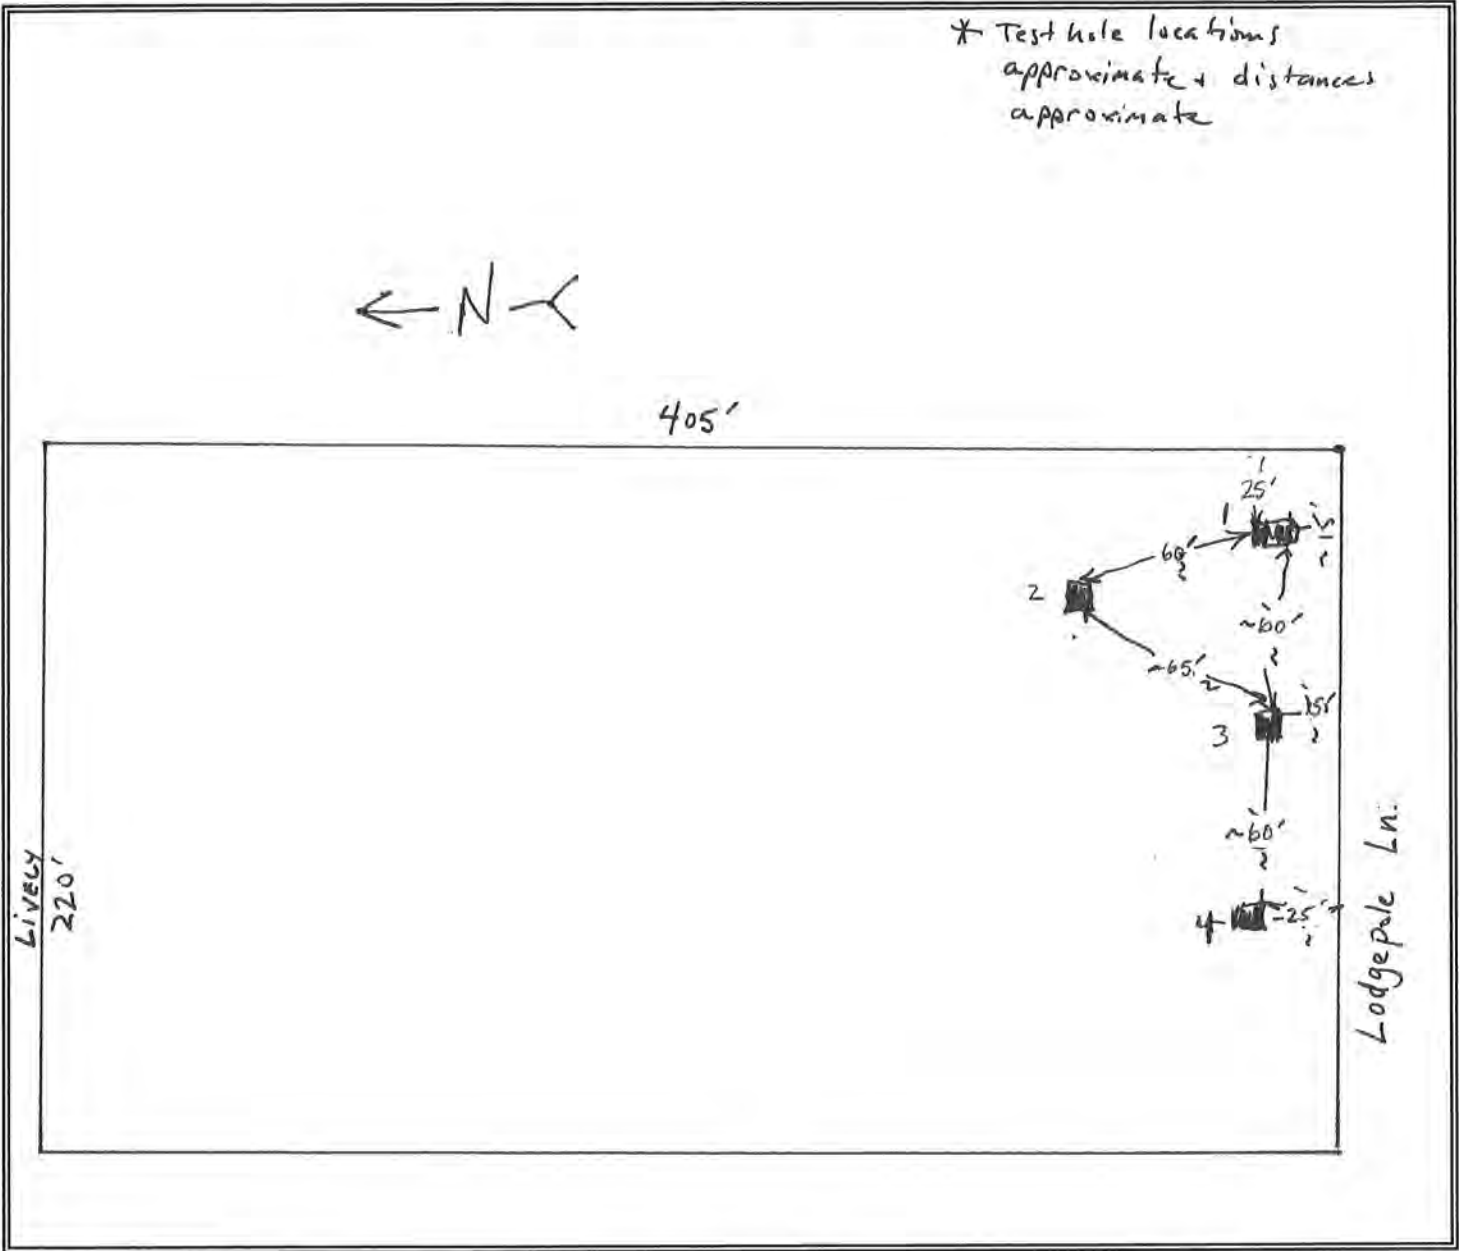 * Test hole locations
approximate + distances
approximate
N
405'
25'
1
60'
2
~60'
~65'
15'
3
~60'
Lively
220'
4
~25'
Lodgepole Ln.